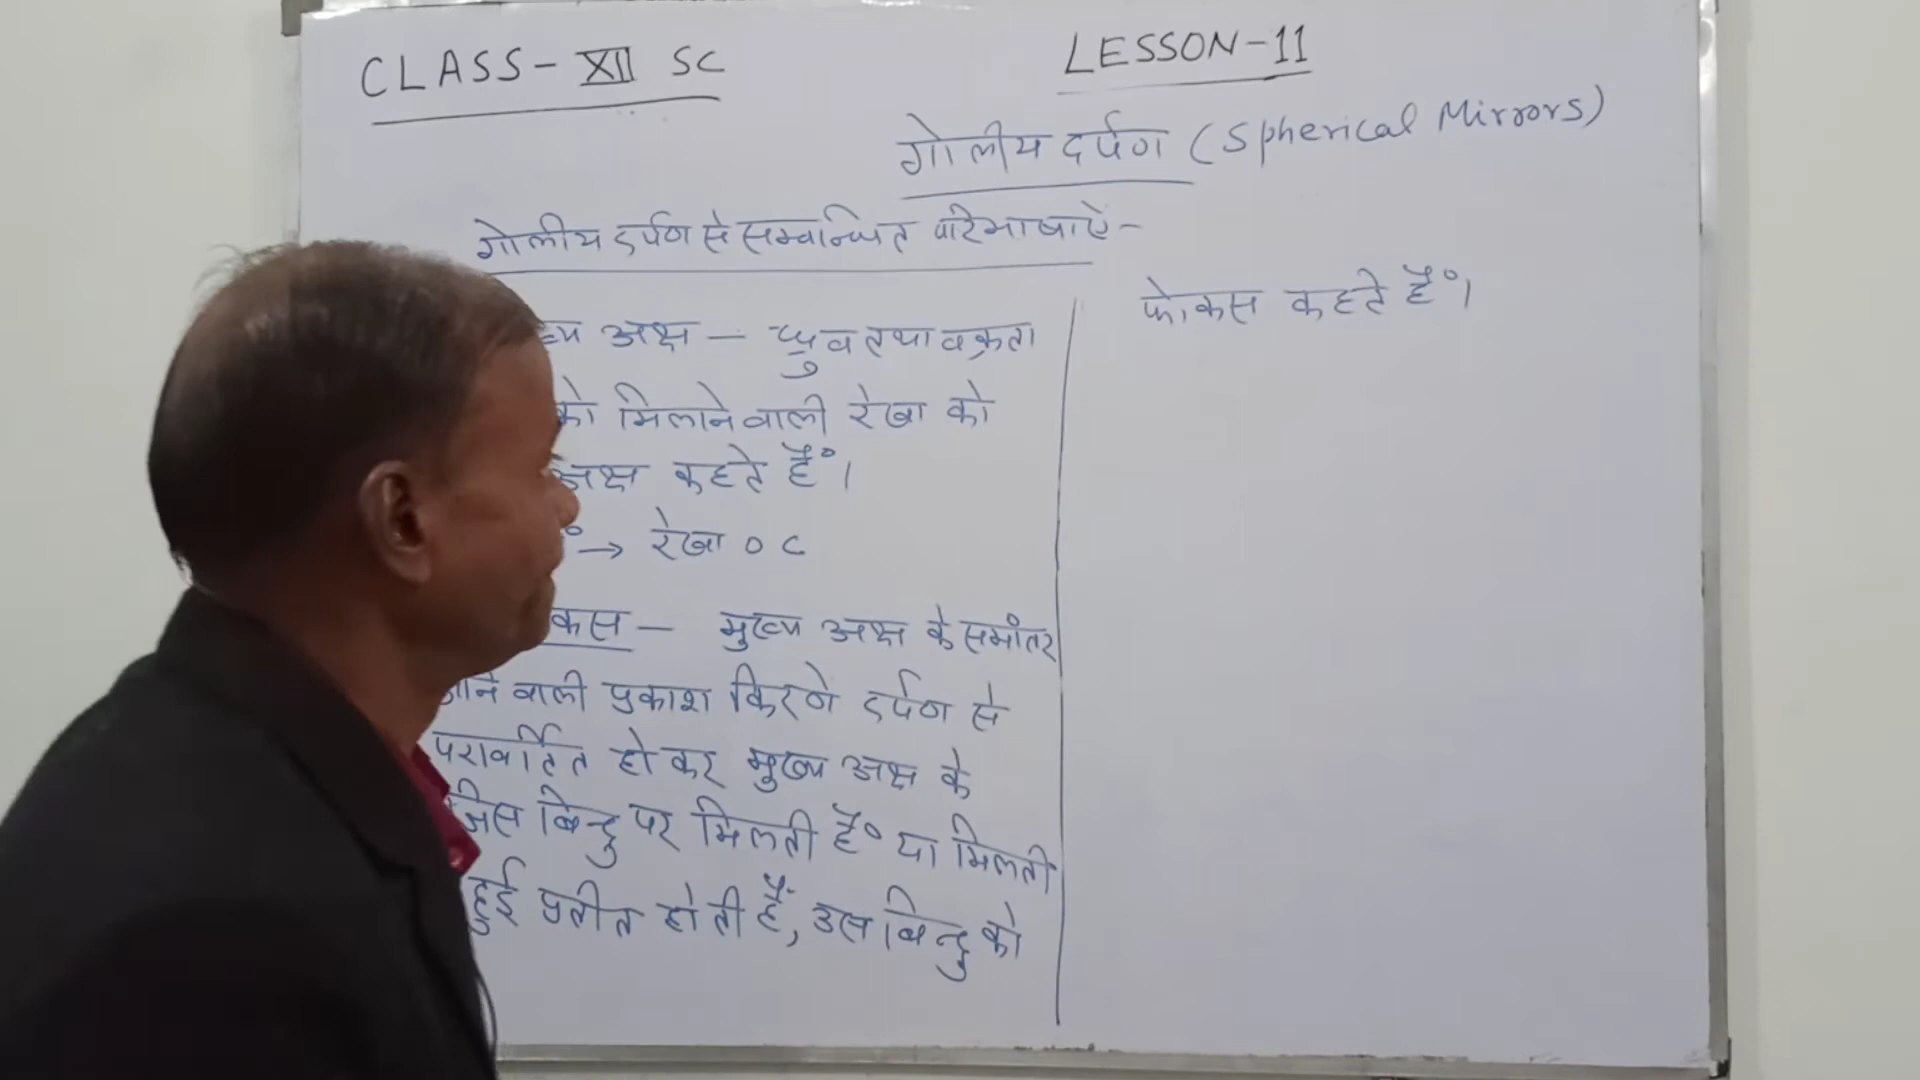 CLASS - XII SC
LESSON-11
गोलीय दर्पण (Spherical Mirrors)
गोलीय दर्पण से सम्बन्धित परिभाषाऐं -
अक्ष — ध्रुव तथा वक्रता
को मिलाने वाली रेखा को
अक्ष कहते हैं।
→ रेखा OC
कस — मुख्य अक्ष के समांतर
आने वाली प्रकाश किरणे दर्पण से
परावर्तित होकर मुख्य अक्ष के
जिस बिन्दु पर मिलती हैं या मिलती
हुई प्रतीत होती हैं, उस बिन्दु को
फोकस कहते हैं।